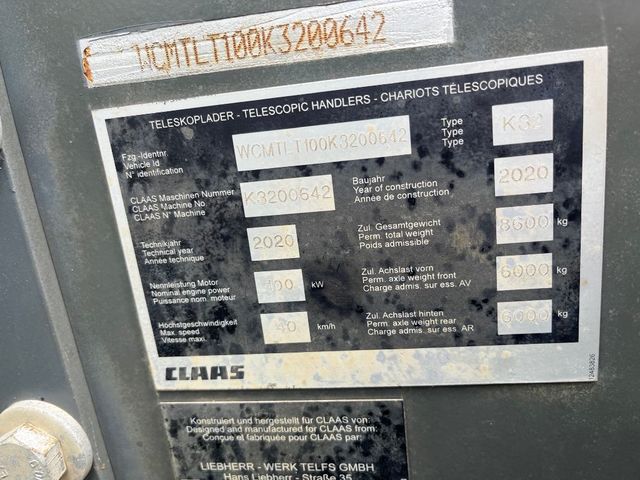 WCMTLT100K3200642
TELESKOPLADER - TELESCOPIC HANDLERS - CHARIOTS TÉLESCOPIQUES
Fzg.-Identnr
Vehicle Id
N° identification
WCMTLT100K3200642
Type
Type
Type
K32
CLAAS Maschinen Nummer
CLAAS Machine No.
CLAAS N° Machine
K3200642
Baujahr
Year of construction
Année de construction
2020
Technikjahr
Technical year
Année technique
2020
Zul. Gesamtgewicht
Perm. total weight
Poids admissible
8600 kg
Nennleistung Motor
Nominal engine power
Puissance nom. moteur
100 kW
Zul. Achslast vorn
Perm. axle weight front
Charge admis. sur ess. AV
6000 kg
Höchstgeschwindigkeit
Max. speed
Vitesse maxi.
40 km/h
Zul. Achslast hinten
Perm. axle weight rear
Charge admis. sur ess. AR
6000 kg
CLAAS
12483826
Konstruiert und hergestellt für CLAAS von:
Designed and manufactured for CLAAS from:
Conçue et fabriquée pour CLAAS par:
LIEBHERR - WERK TELFS GMBH
Hans Liebherr - Straße 35